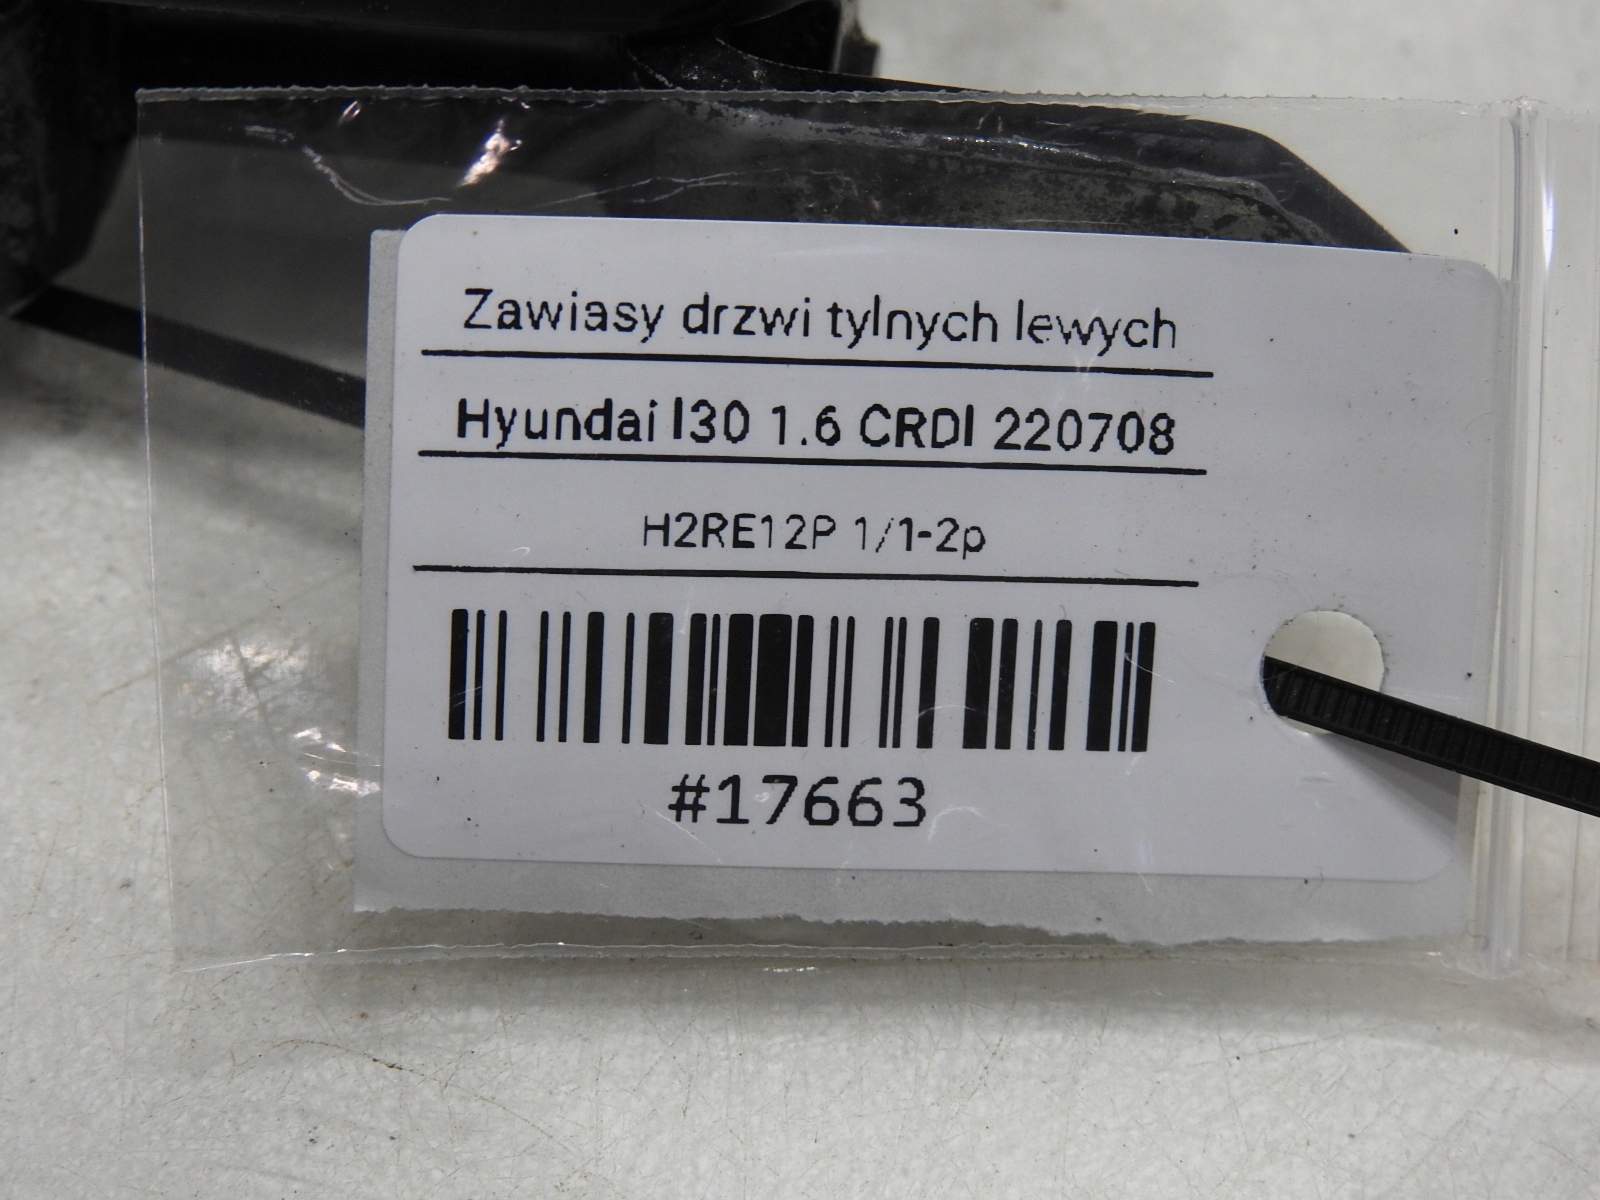 Zawiasy drzwi tylnych lewych
Hyundai I30 1.6 CRDI 220708
H2RE12P 1/1-2p
#17663